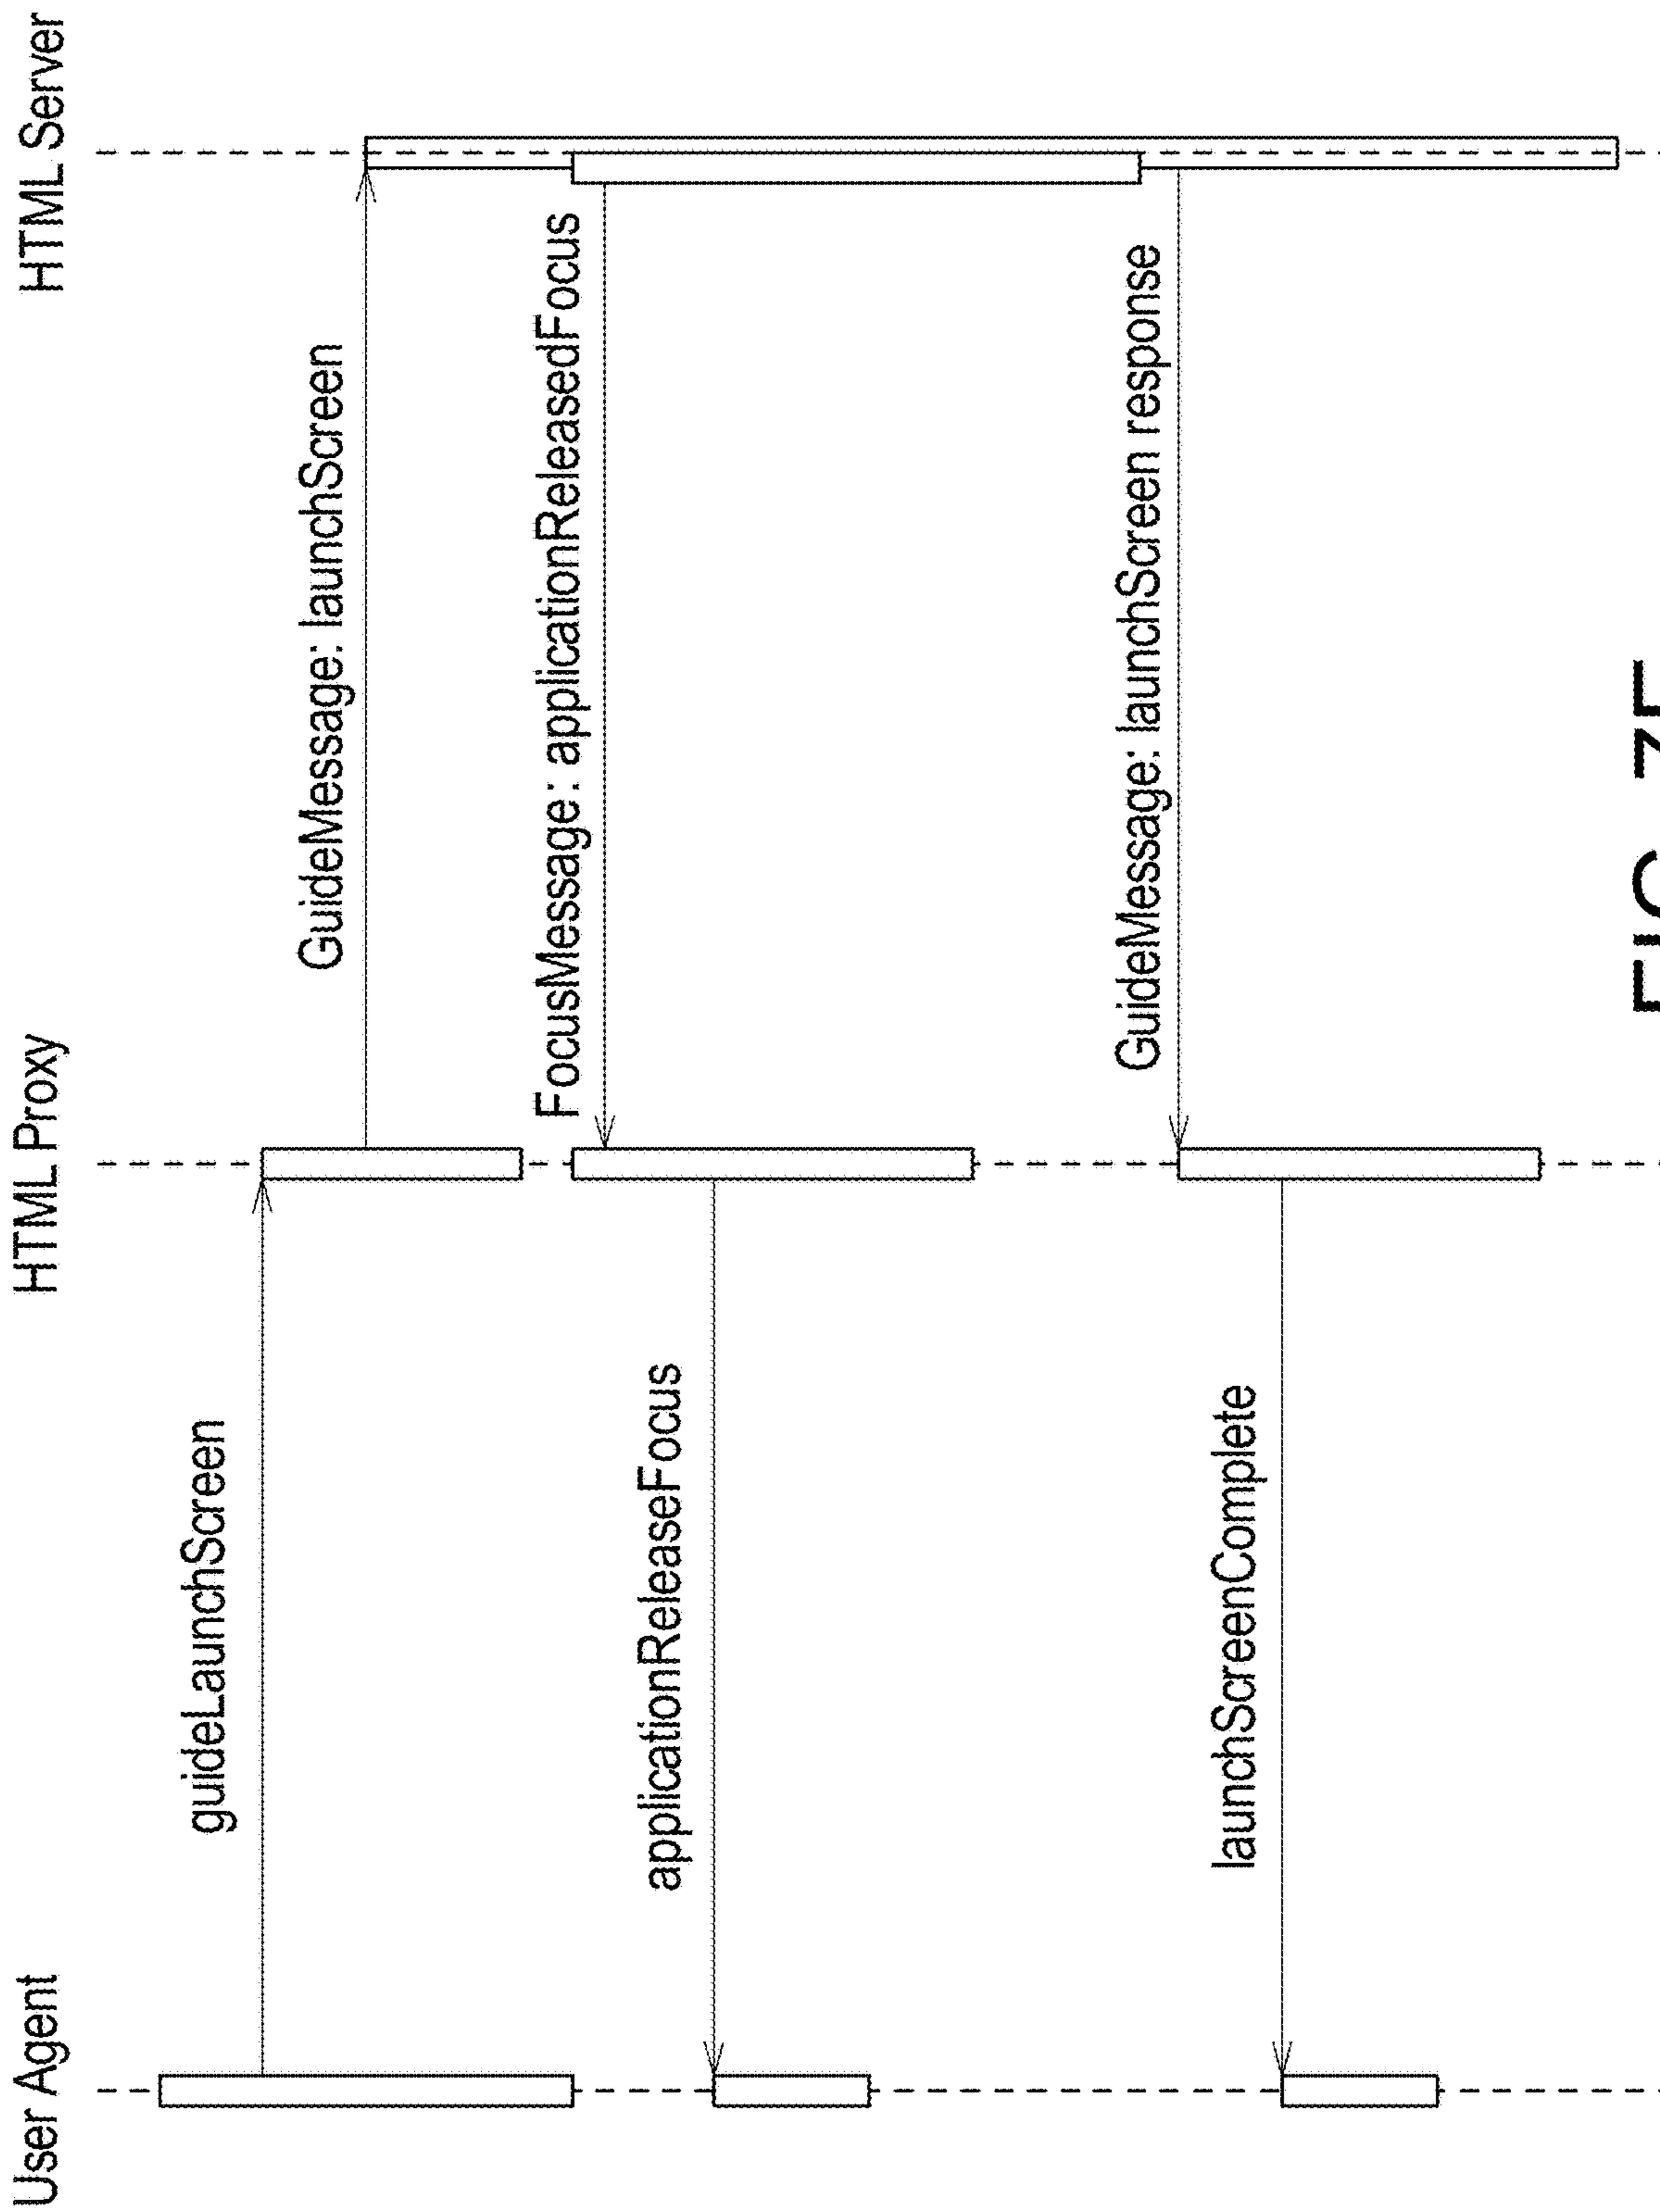 User Agent
HTML Proxy
HTML Server
guideLaunchScreen
GuideMessage: launchScreen
FocusMessage: applicationReleasedFocus
applicationReleaseFocus
GuideMessage: launchScreen response
launchScreenComplete